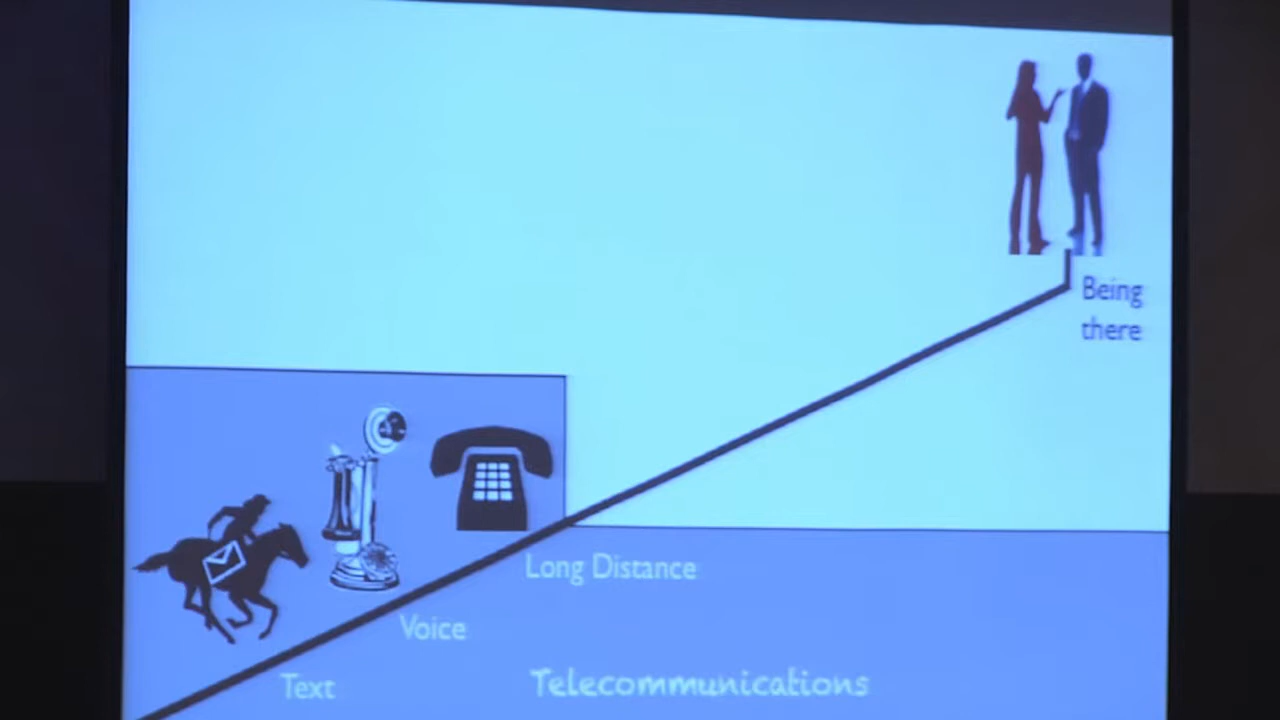 Being
there
Long Distance
Voice
Text
Telecommunications